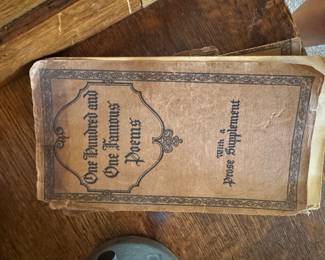 One Hundred and
One Famous
Poems
With a
Prose Supplement